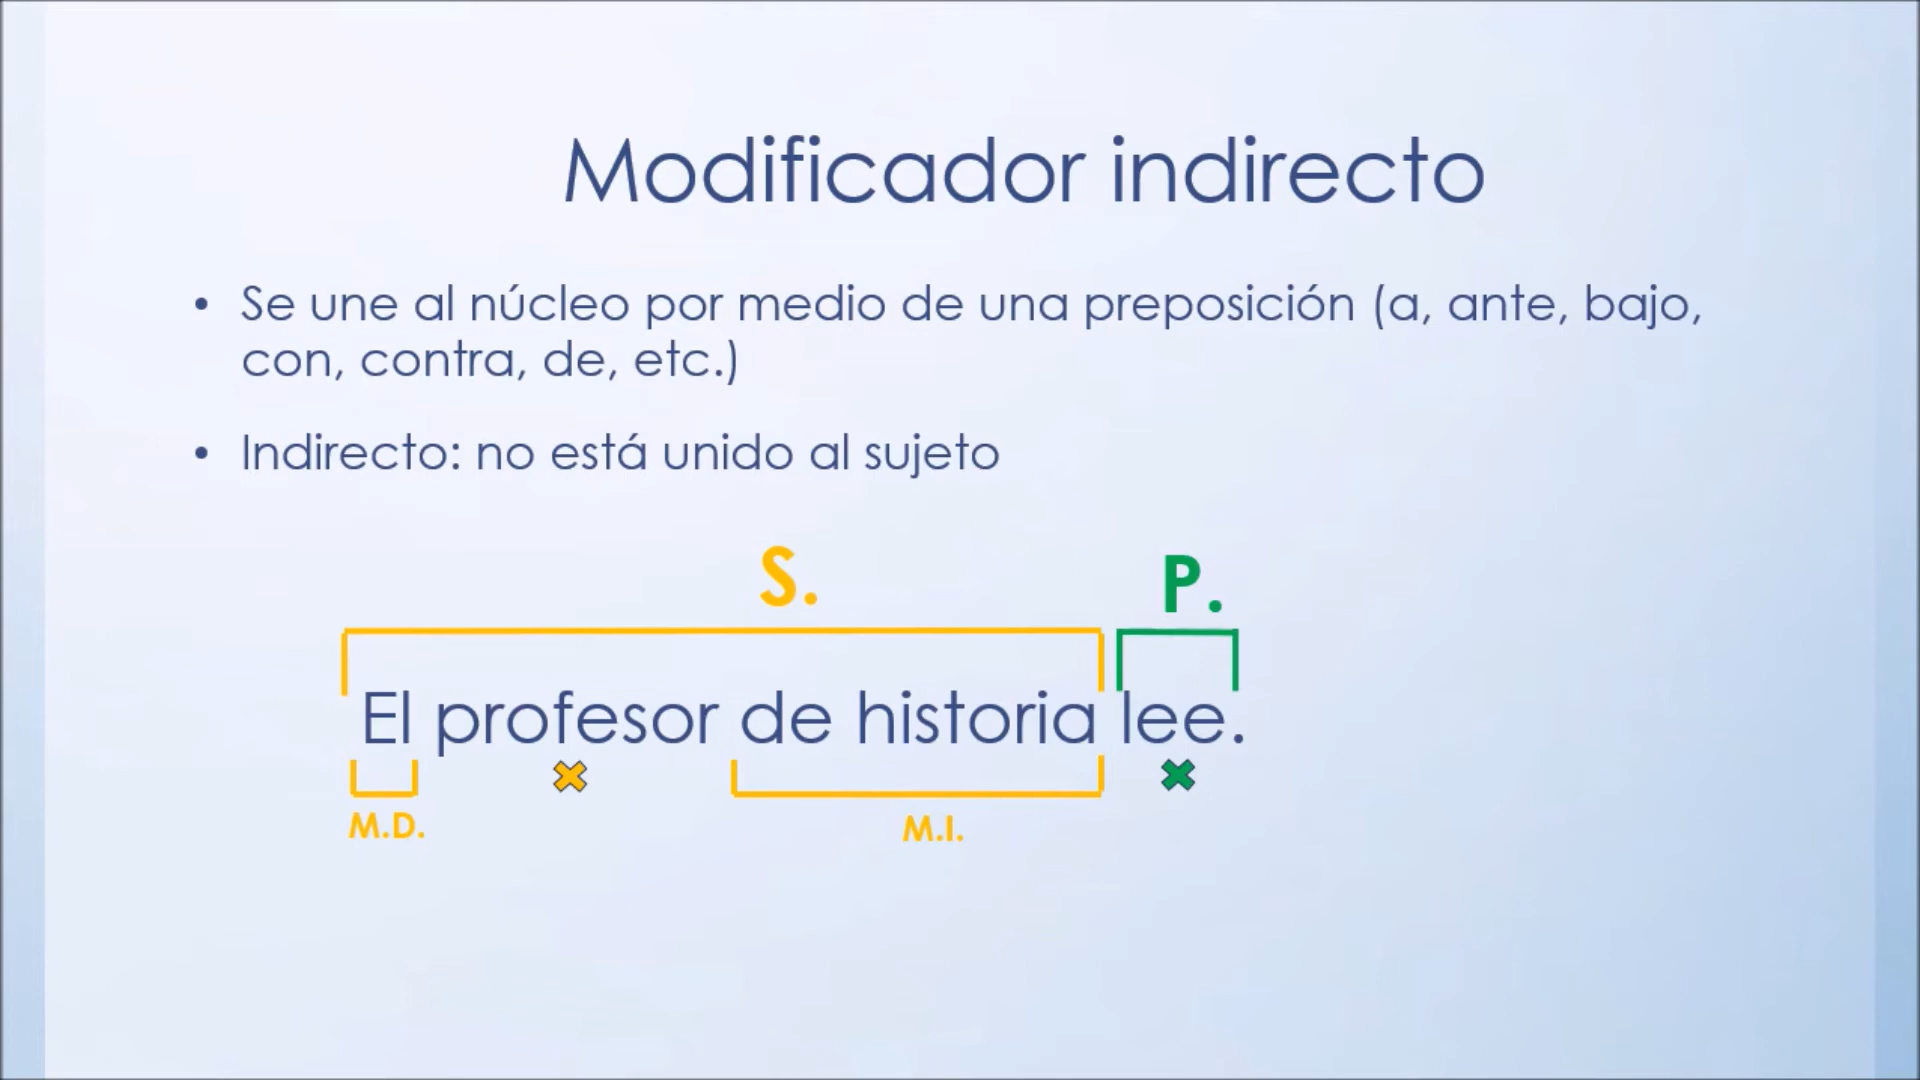 Modificador indirecto
• Se une al núcleo por medio de una preposición (a, ante, bajo,
con, contra, de, etc.)
• Indirecto: no está unido al sujeto
S. P.
El profesor de historia lee.
M.D. M.I.